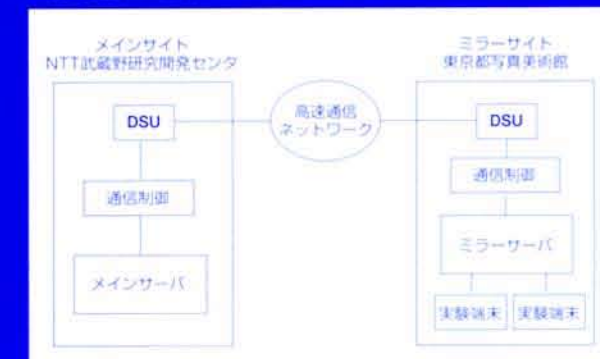 メインサイト
NTT武蔵野研究開発センタ
DSU
通信制御
メインサーバ
高速通信
ネットワーク
ミラーサイト
東京都写真美術館
DSU
通信制御
ミラーサーバ
実験端末
実験端末